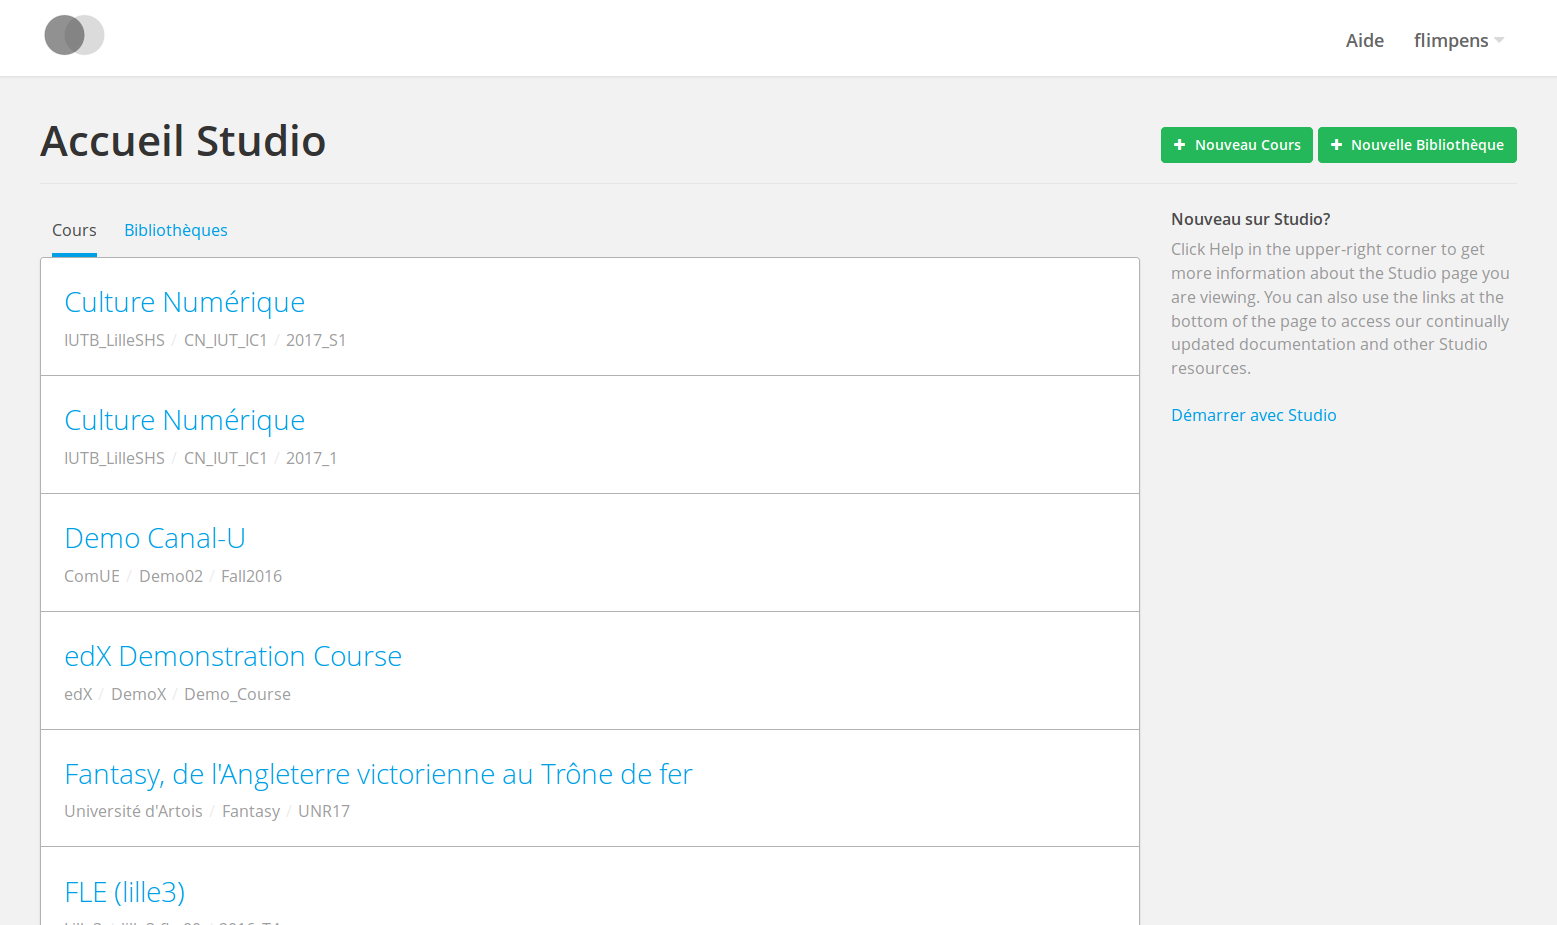 Aide flimpens
Accueil Studio
Nouveau Cours Nouvelle Bibliothèque
Cours Bibliothèques
Culture Numérique
IUTB_LilleSHS / CN_IUT_IC1 / 2017_S1
Culture Numérique
IUTB_LilleSHS / CN_IUT_IC1 / 2017_1
Demo Canal-U
ComUE / Demo02 / Fall2016
edX Demonstration Course
edX / DemoX / Demo_Course
Fantasy, de l'Angleterre victorienne au Trône de fer
Université d'Artois / Fantasy / UNR17
FLE (lille3)
Nouveau sur Studio?
Click Help in the upper-right corner to get
more information about the Studio page you
are viewing. You can also use the links at the
bottom of the page to access our continually
updated documentation and other Studio
resources.
Démarrer avec Studio